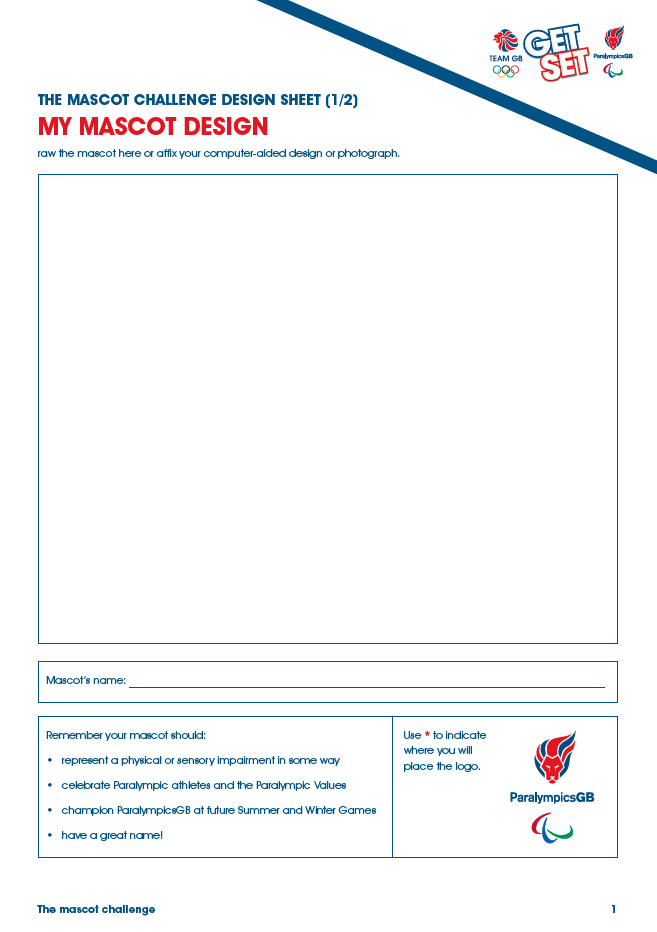 TEAM GB
GET
SET
ParalympicsGB
THE MASCOT CHALLENGE DESIGN SHEET (1/2)
MY MASCOT DESIGN
raw the mascot here or affix your computer-aided design or photograph.
Mascot's name:
Remember your mascot should:
• represent a physical or sensory impairment in some way
• celebrate Paralympic athletes and the Paralympic Values
• champion ParalympicsGB at future Summer and Winter Games
• have a great name!
Use * to indicate
where you will
place the logo.
ParalympicsGB
The mascot challenge
1